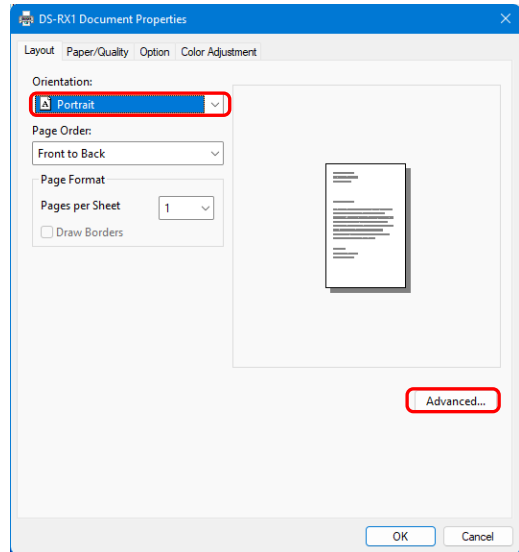 DS-RX1 Document Properties
Layout Paper/Quality Option Color Adjustment
Orientation:
A Portrait
Page Order:
Front to Back
Page Format
Pages per Sheet 1
Draw Borders
Advanced...
OK Cancel